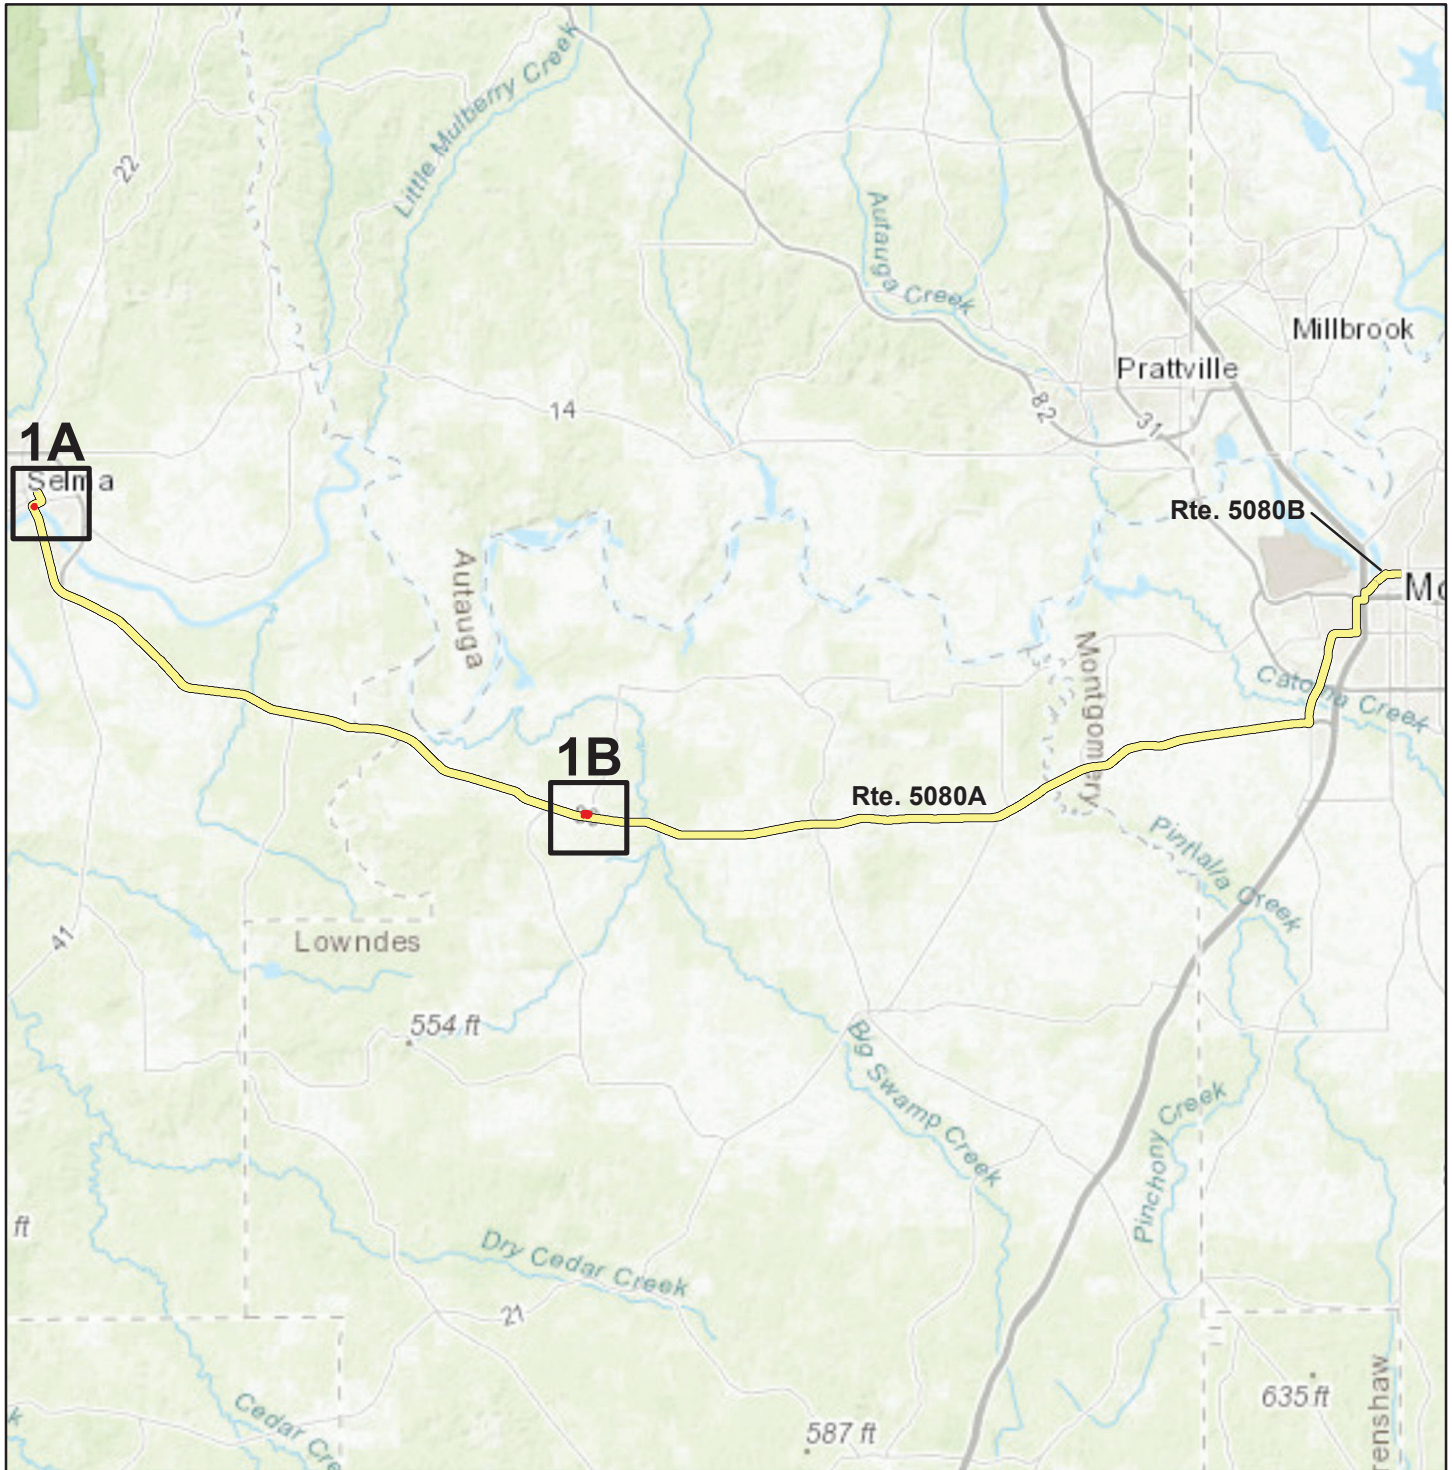 Little Mulberry Creek
22
Autauga Creek
Millbrook
Prattville
14
82
31
1A
Selma
Rte. 5080B
Autauga
Montgomery
Catoma Creek
1B
Rte. 5080A
Pintlalla Creek
41
Lowndes
554 ft
Big Swamp Creek
Pinchony Creek
ft
Dry Cedar Creek
21
635 ft
renshaw
Cedar Cre
k
587 ft